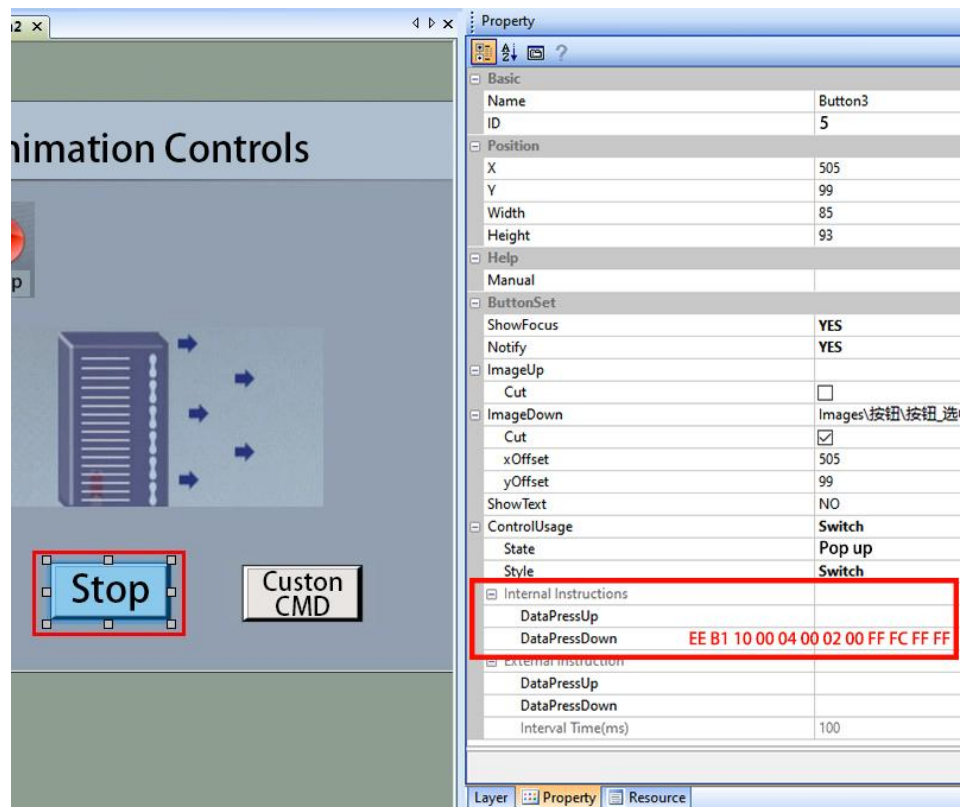 2 ×
Property
Basic
Name Button3
ID 5
Position
X 505
Y 99
Width 85
Height 93
Help
Manual
ButtonSet
ShowFocus YES
Notify YES
ImageUp
Cut
ImageDown Images\按钮\按钮_选
Cut
xOffset 505
yOffset 99
ShowText NO
ControlUsage Switch
State Pop up
Style Switch
Internal Instructions
DataPressUp
DataPressDown EE B1 10 00 04 00 02 00 FF FC FF FF
External Instruction
DataPressUp
DataPressDown
Interval Time(ms) 100
Layer Property Resource
imation Controls
p
Stop
Custon
CMD